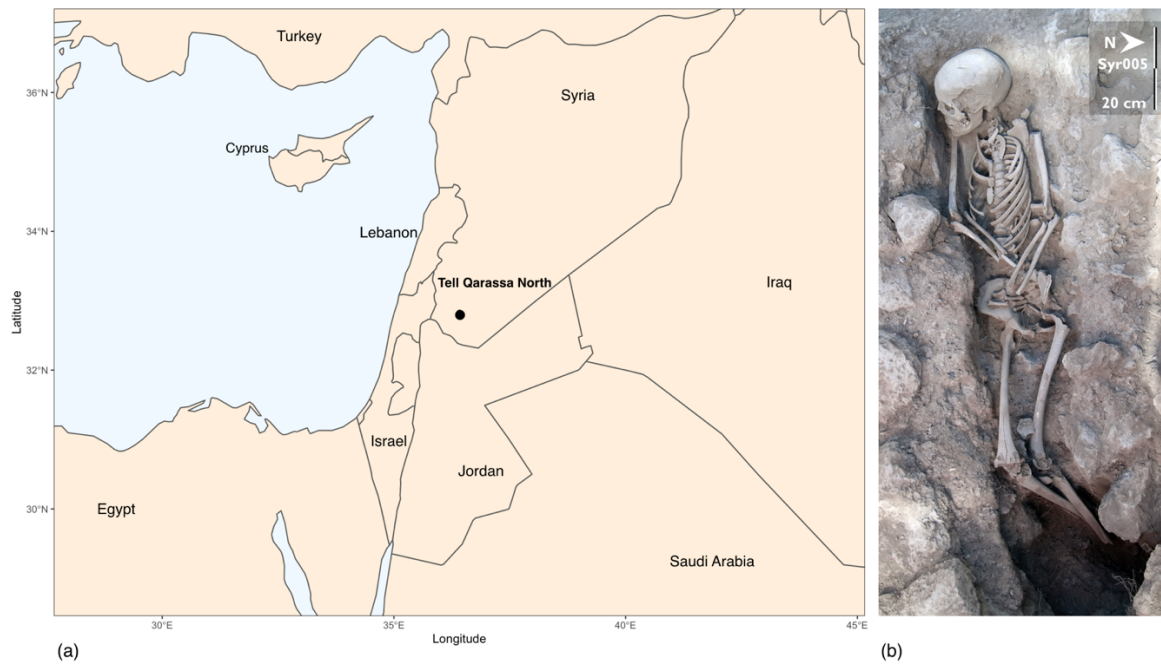 Turkey
36°N
Syria
Cyprus
34°N
Lebanon
Tell Qarassa North
Iraq
Latitude
32°N
Israel
Jordan
30°N
Egypt
Saudi Arabia
30°E
35°E
40°E
45°E
Longitude
(a)
N
Syr005
20 cm
(b)